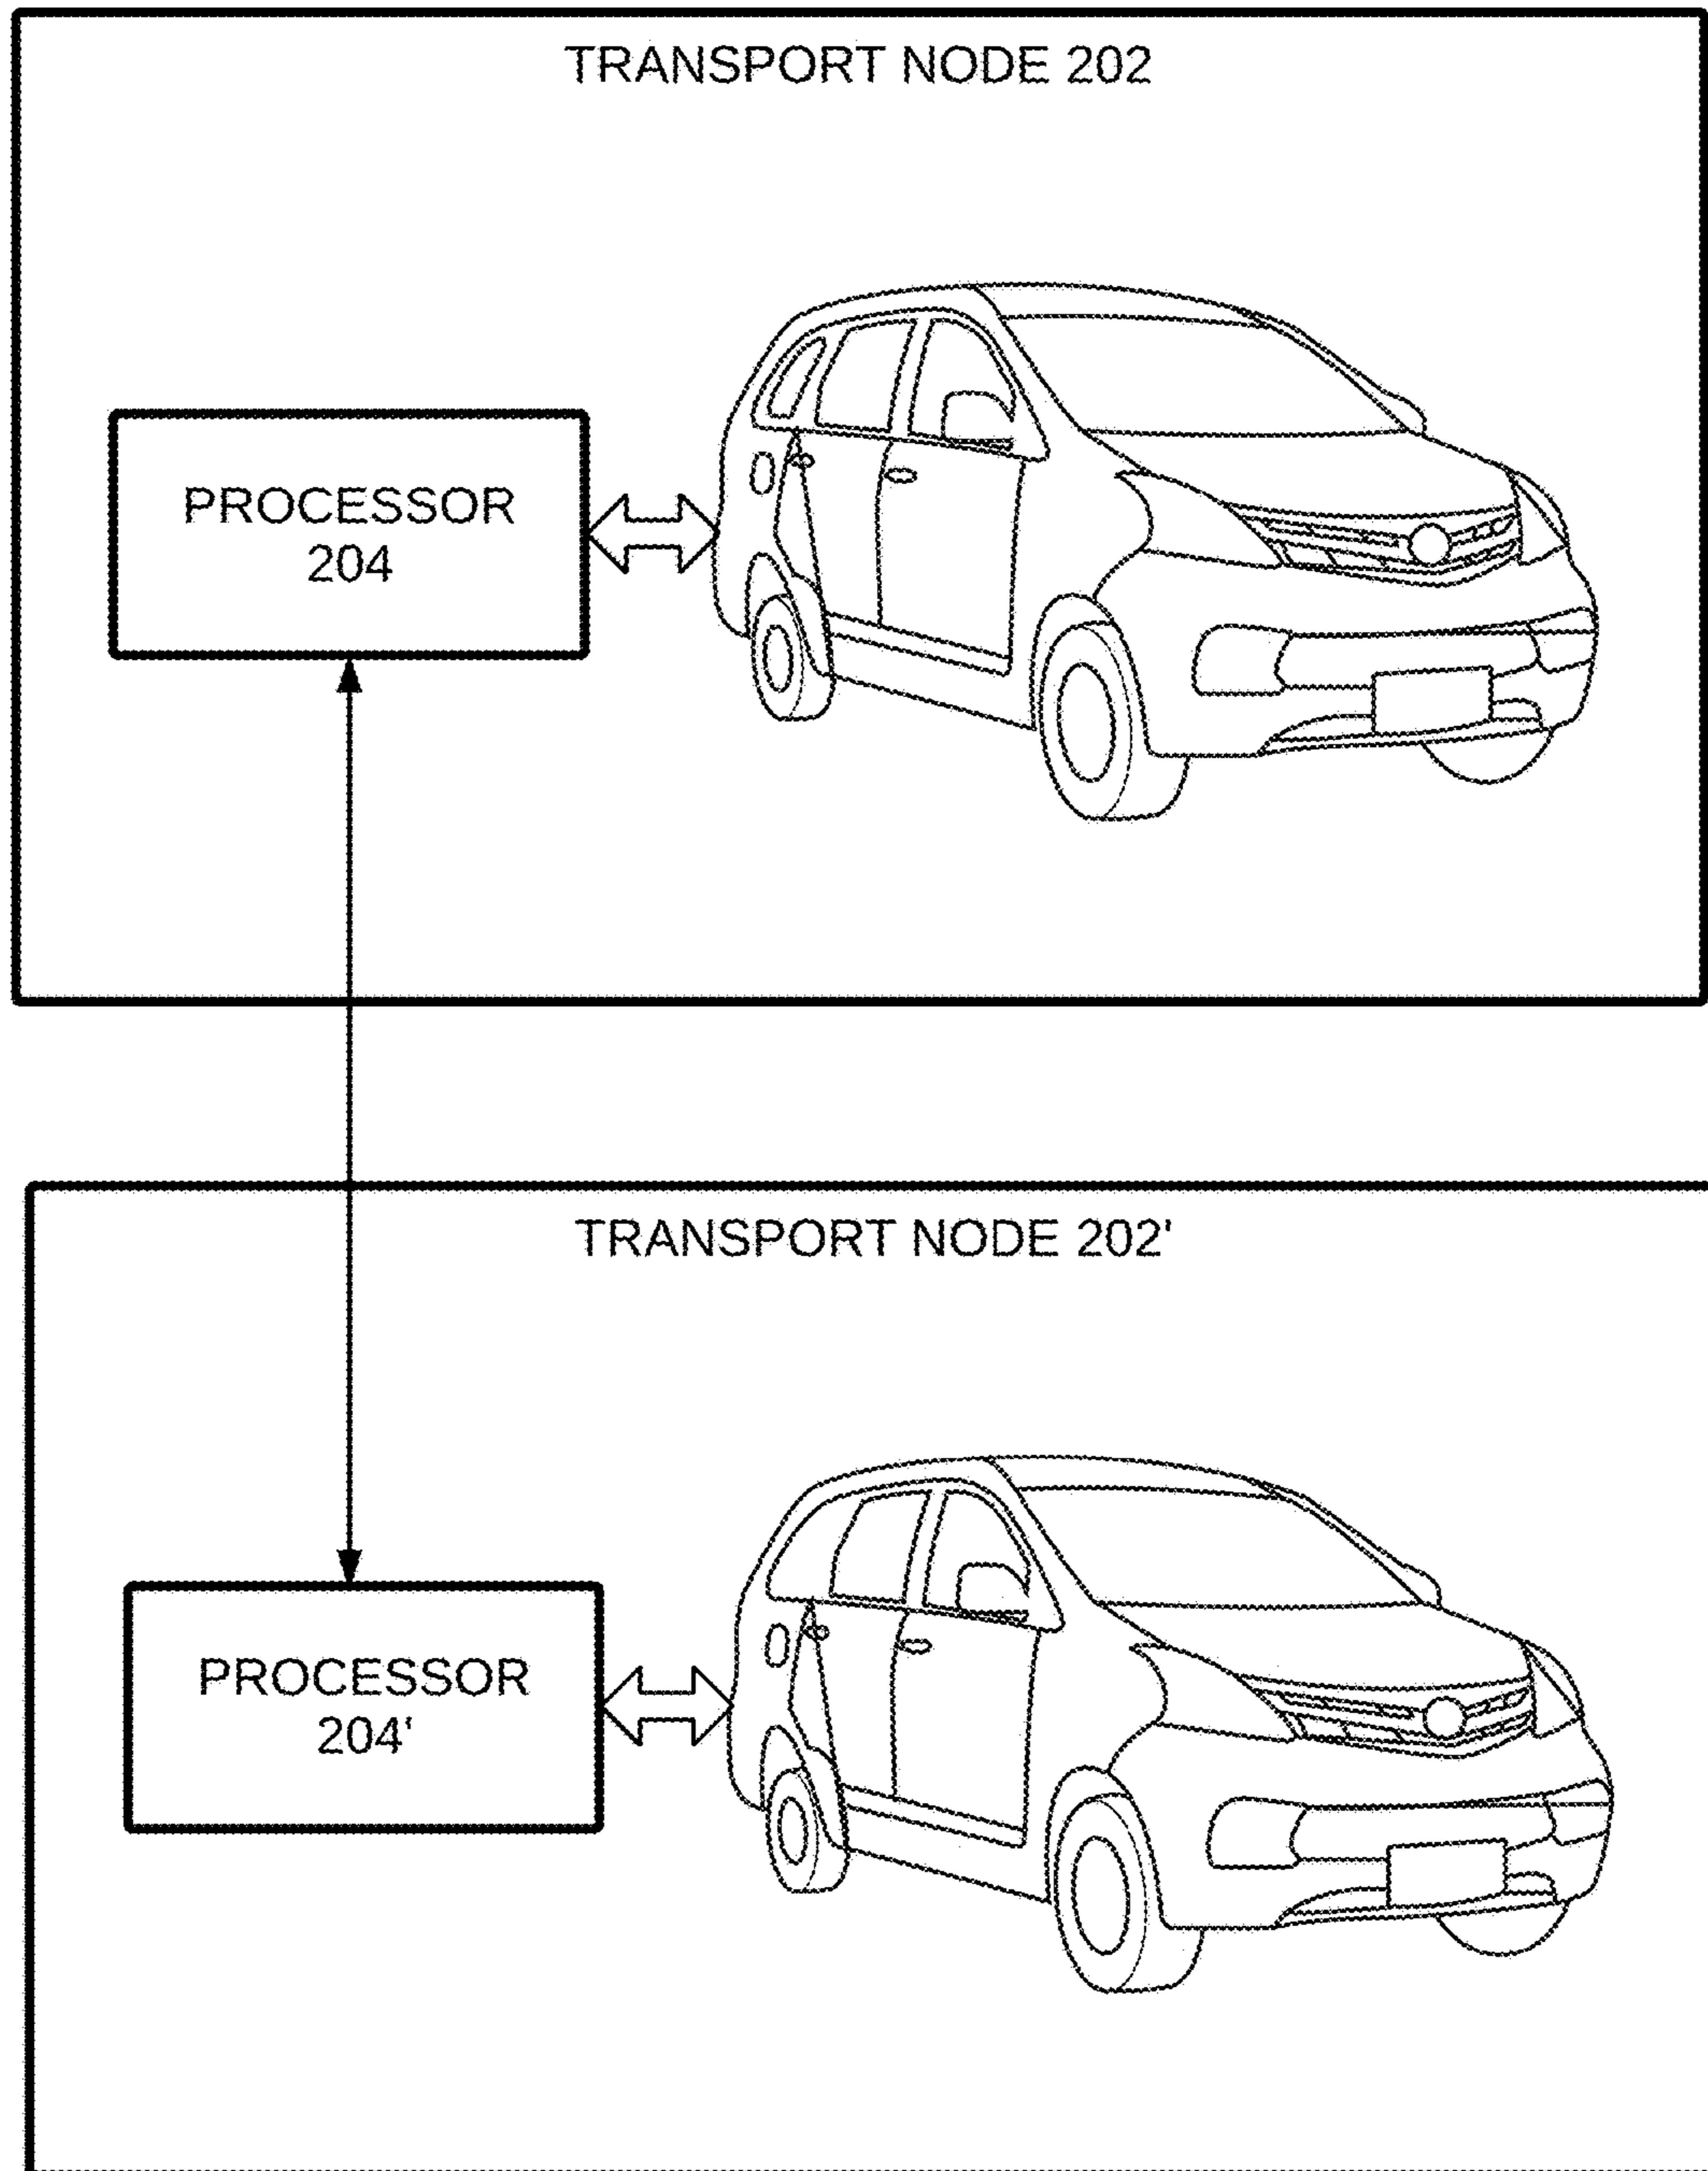 TRANSPORT NODE 202
PROCESSOR
204
TRANSPORT NODE 202'
PROCESSOR
204'